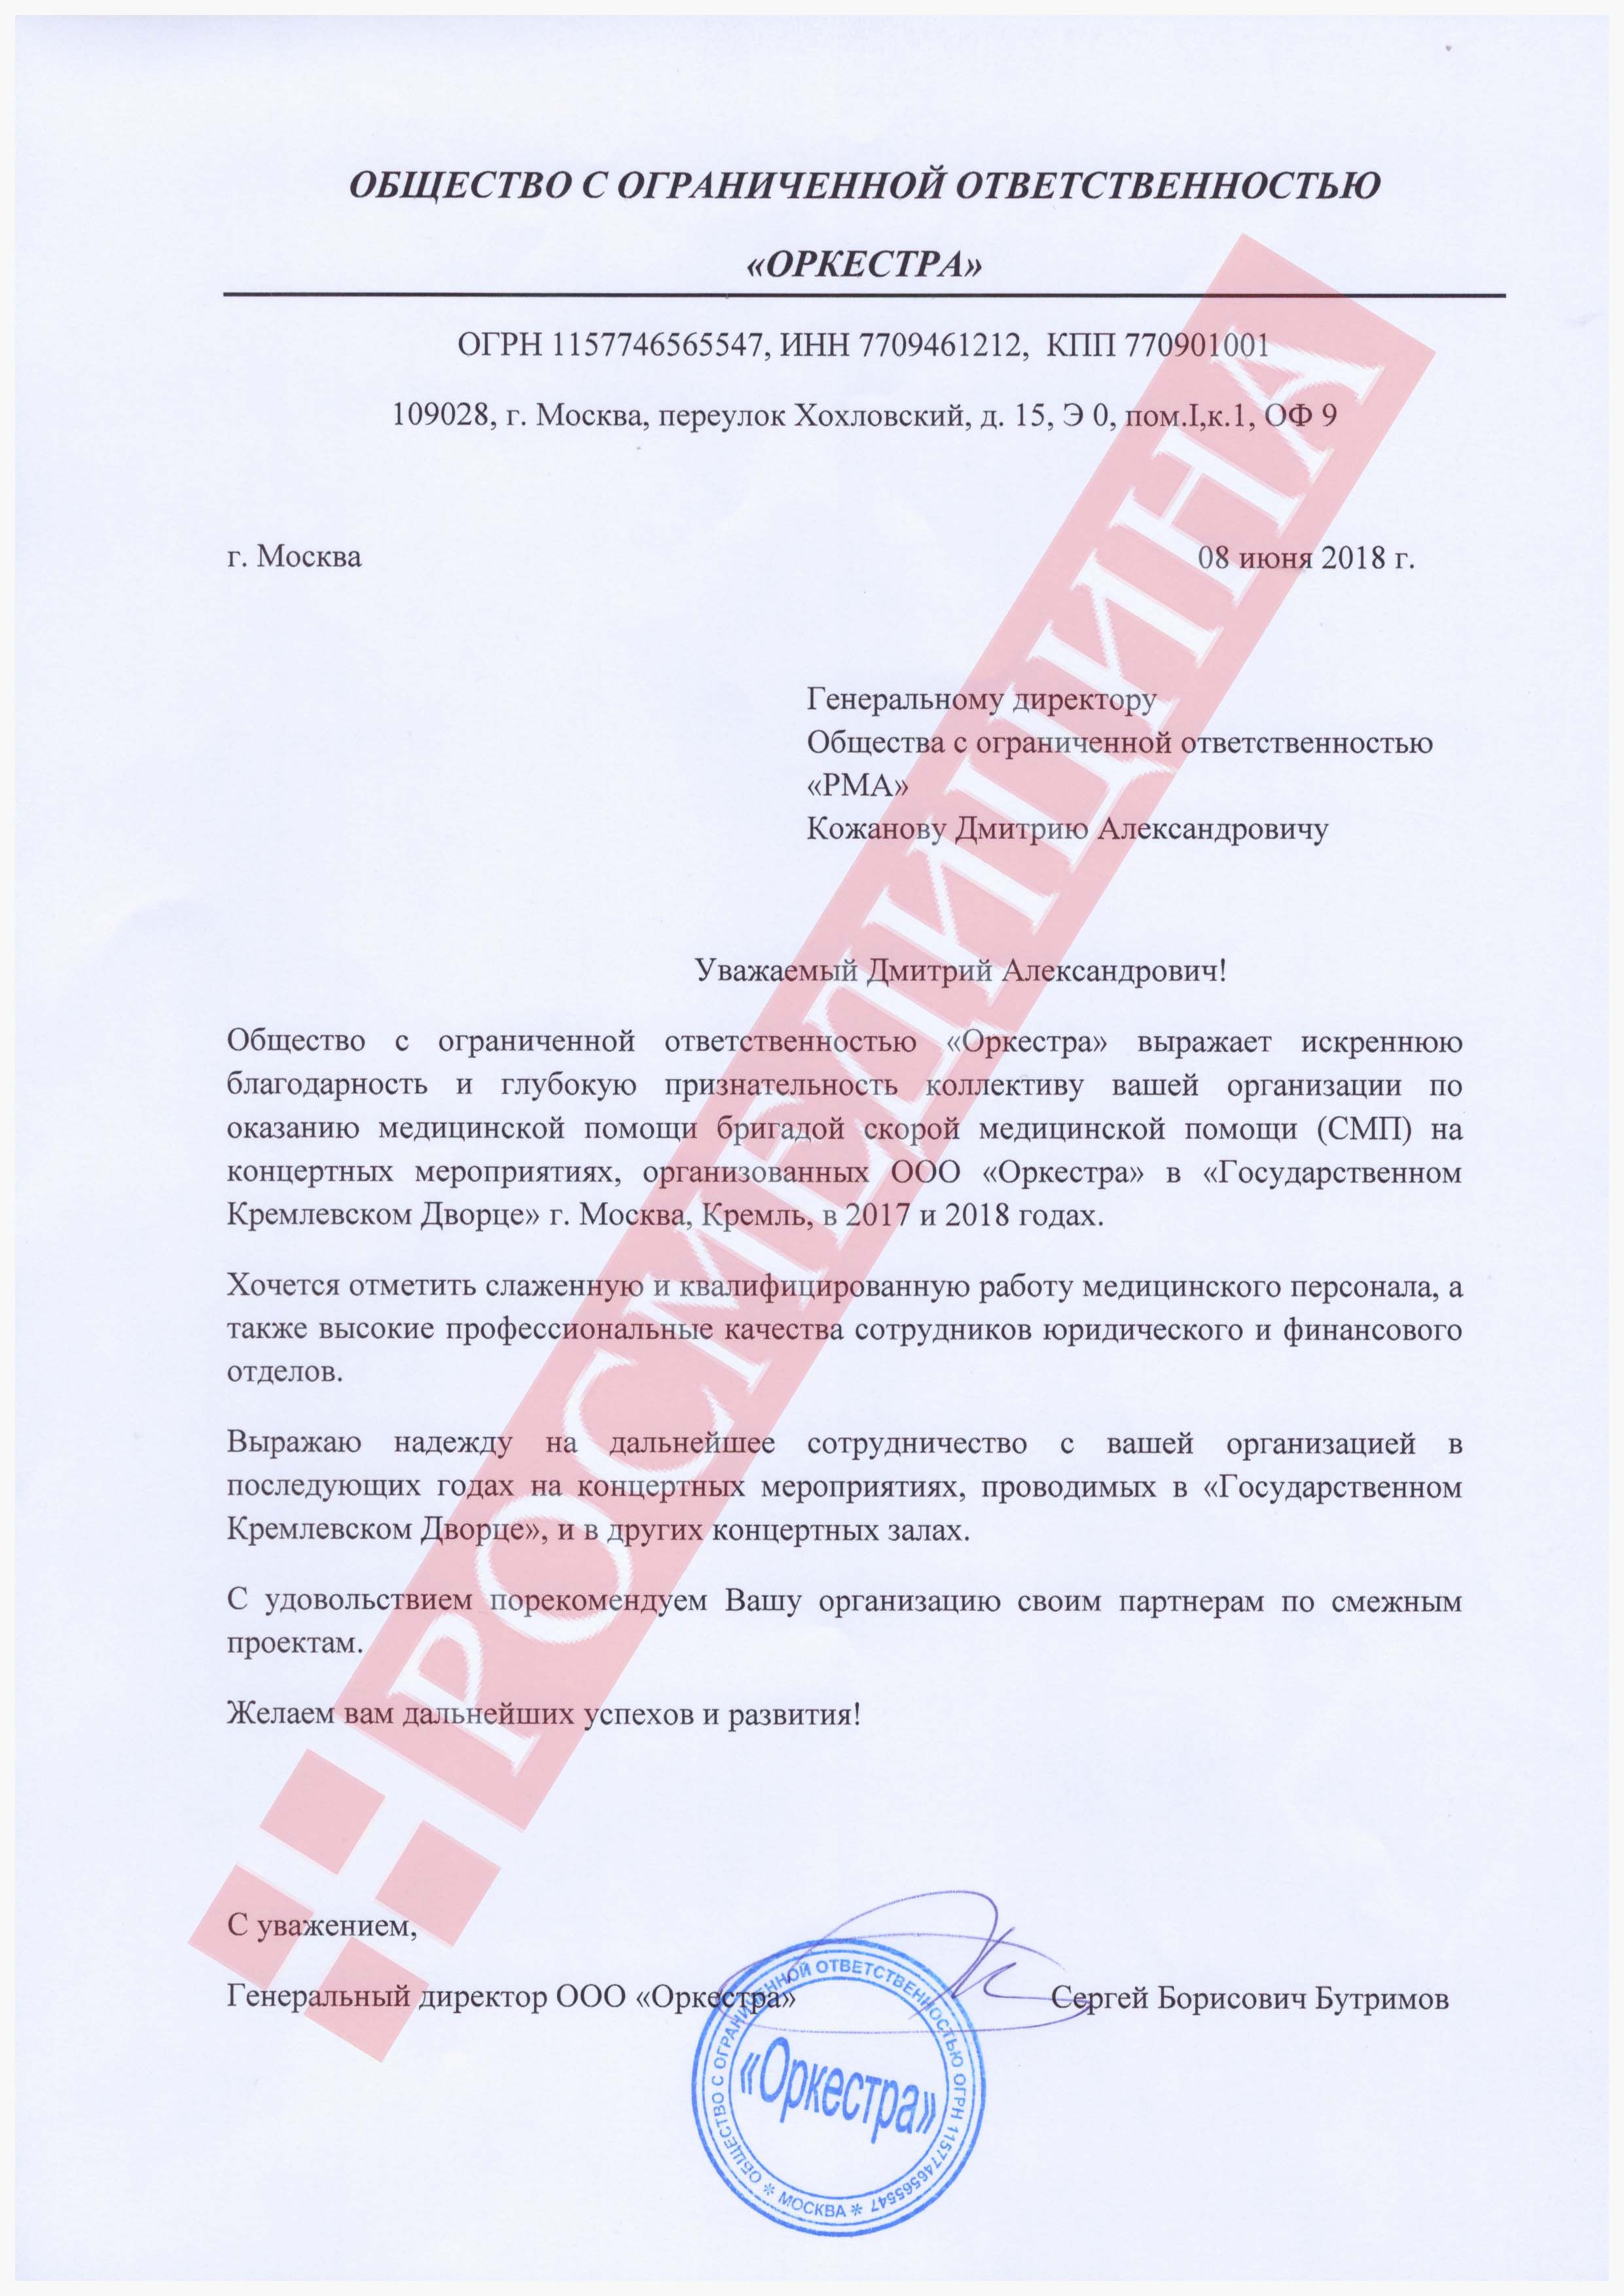 ОБЩЕСТВО С ОГРАНИЧЕННОЙ ОТВЕТСТВЕННОСТЬЮ
«ОРКЕСТРА»
ОГРН 1157746565547, ИНН 7709461212, КПП 770901001
109028, г. Москва, переулок Хохловский, д. 15, Э 0, пом.I,к.1, ОФ 9
г. Москва 08 июня 2018 г.
Генеральному директору
Общества с ограниченной ответственностью
«РМА»
Кожанову Дмитрию Александровичу
Уважаемый Дмитрий Александрович!
Общество с ограниченной ответственностью «Оркестра» выражает искреннюю
благодарность и глубокую признательность коллективу вашей организации по
оказанию медицинской помощи бригадой скорой медицинской помощи (СМП) на
концертных мероприятиях, организованных ООО «Оркестра» в «Государственном
Кремлевском Дворце» г. Москва, Кремль, в 2017 и 2018 годах.
Хочется отметить слаженную и квалифицированную работу медицинского персонала, а
также высокие профессиональные качества сотрудников юридического и финансового
отделов.
Выражаю надежду на дальнейшее сотрудничество с вашей организацией в
последующих годах на концертных мероприятиях, проводимых в «Государственном
Кремлевском Дворце», и в других концертных залах.
С удовольствием порекомендуем Вашу организацию своим партнерам по смежным
проектам.
Желаем вам дальнейших успехов и развития!
С уважением,
Генеральный директор ООО «Оркестра» Сергей Борисович Бутримов
ОБЩЕСТВО С ОГРАНИЧЕННОЙ ОТВЕТСТВЕННОСТЬЮ ОГРН 1157746565547
«Оркестра»
* МОСКВА *
РОСМЕДИЦИНА